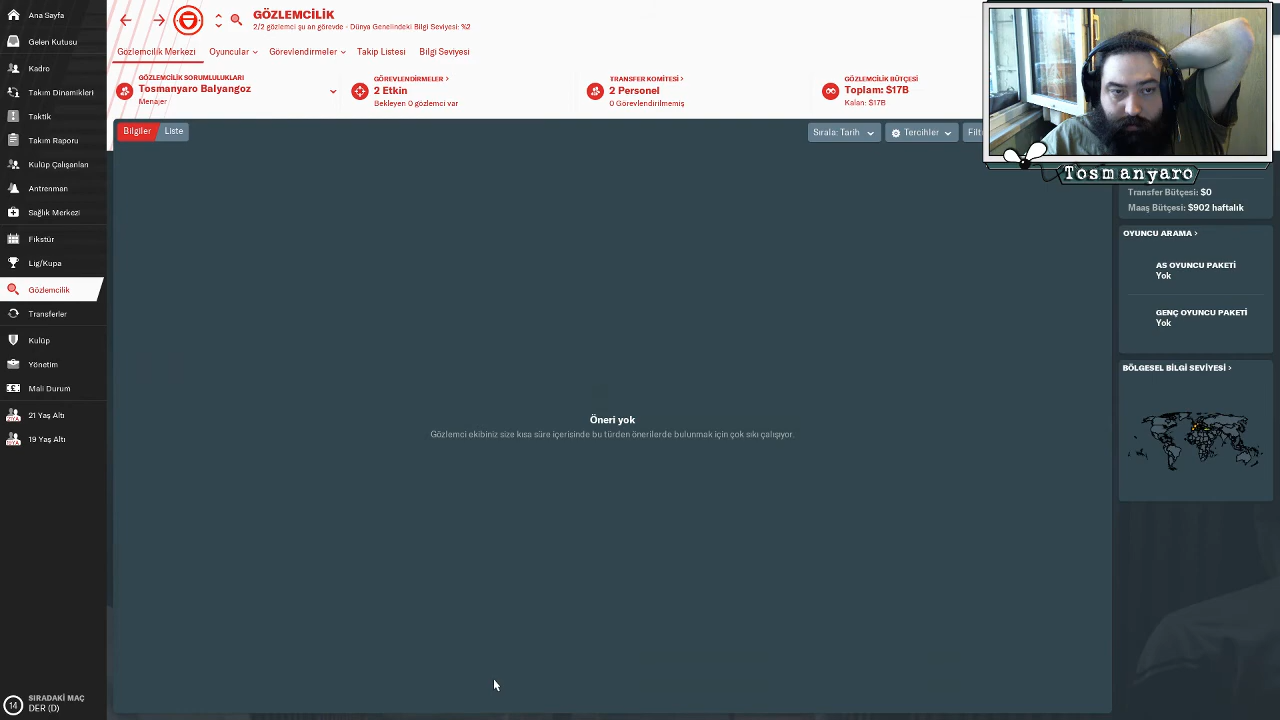 GÖZLEMCİLİK
2/2 gözlemci şu an görevde - Dünya Genelindeki Bilgi Seviyesi: %2
Gözlemcilik Merkezi
Oyuncular
Görevlendirmeler
Takip Listesi
Bilgi Seviyesi
GÖZLEMCİLİK SORUMLULUKLARI
Tosmanyaro Balyangoz
Menajer
GÖREVLENDİRMELER
2 Etkin
Bekleyen 0 gözlemci var
TRANSFER KOMİTESİ
2 Personel
0 Görevlendirilmemiş
GÖZLEMCİLİK BÜTÇESİ
Toplam: $17B
Kalan: $17B
Ana Sayfa
Gelen Kutusu
Kadro
Takım Dinamikleri
Taktik
Takım Raporu
Kulüp Çalışanları
Antrenman
Sağlık Merkezi
Fikstür
Lig/Kupa
Gözlemcilik
Transferler
Kulüp
Yönetim
Mali Durum
21 Yaş Altı
19 Yaş Altı
14
SIRADAKİ MAÇ
DER (D)
Bilgiler
Liste
Sırala: Tarih
Tercihler
Filt
Öneri yok
Gözlemci ekibiniz size kısa süre içerisinde bu türden önerilerde bulunmak için çok sıkı çalışıyor.
Tosmanyaro
Transfer Bütçesi: $0
Maaş Bütçesi: $902 haftalık
OYUNCU ARAMA
AS OYUNCU PAKETİ
Yok
GENÇ OYUNCU PAKETİ
Yok
BÖLGESEL BİLGİ SEVİYESİ